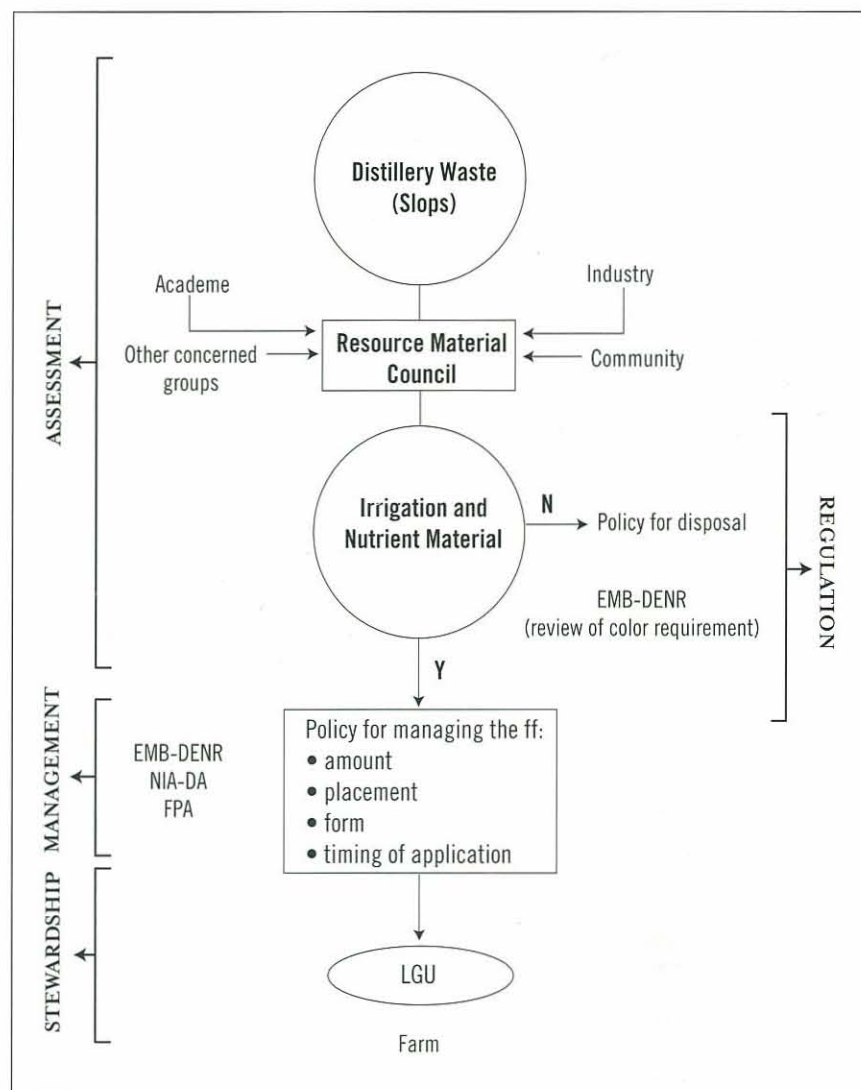 Distillery Waste
(Slops)
Academe
Industry
Resource Material
Council
Other concerned
groups
Community
ASSESSMENT
Irrigation and
Nutrient Material
N
Policy for disposal
EMB-DENR
(review of color requirement)
REGULATION
Y
Policy for managing the ff:
• amount
• placement
• form
• timing of application
EMB-DENR
NIA-DA
FPA
MANAGEMENT
LGU
Farm
STEWARDSHIP